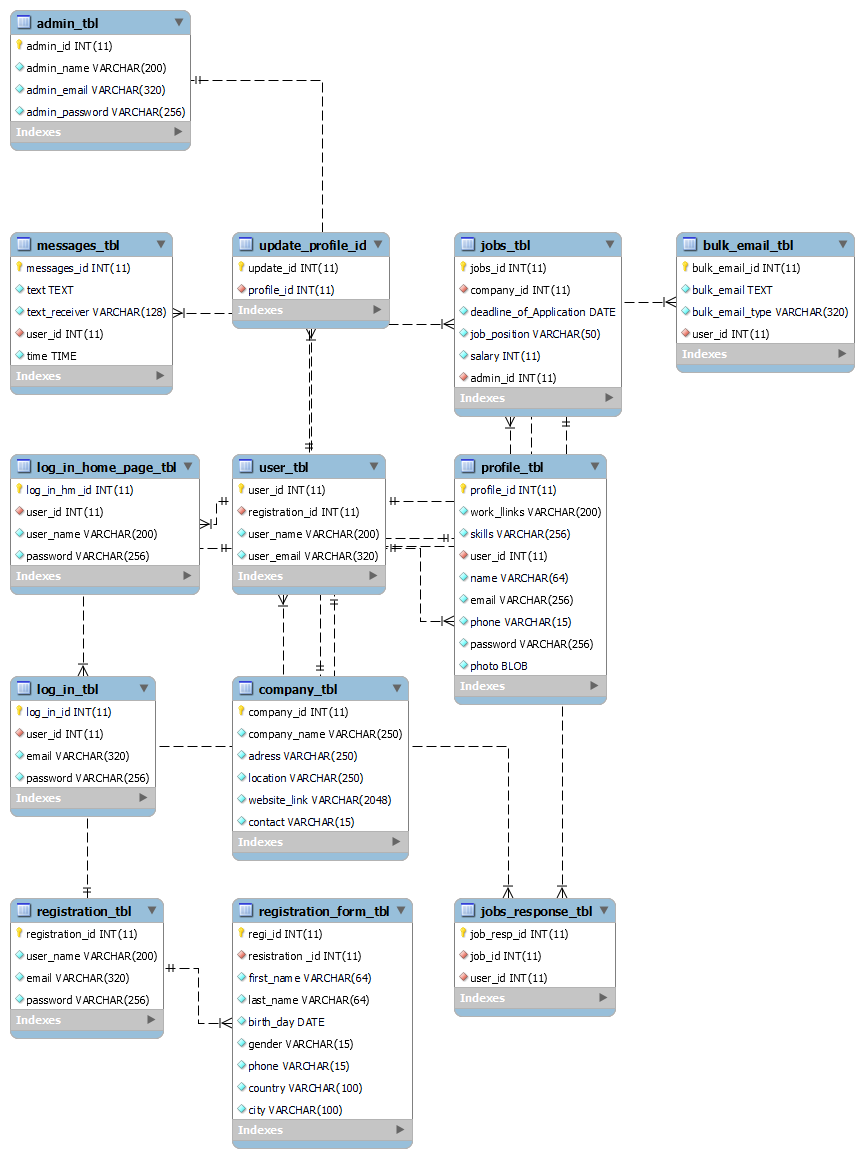 admin_tbl
admin_id INT(11)
admin_name VARCHAR(200)
admin_email VARCHAR(320)
admin_password VARCHAR(256)
Indexes
messages_tbl
messages_id INT(11)
text TEXT
text_receiver VARCHAR(128)
user_id INT(11)
time TIME
Indexes
update_profile_id
update_id INT(11)
profile_id INT(11)
Indexes
jobs_tbl
jobs_id INT(11)
company_id INT(11)
deadline_of_Application DATE
job_position VARCHAR(50)
salary INT(11)
admin_id INT(11)
Indexes
bulk_email_tbl
bulk_email_id INT(11)
bulk_email TEXT
bulk_email_type VARCHAR(320)
user_id INT(11)
Indexes
log_in_home_page_tbl
log_in_hm_id INT(11)
user_id INT(11)
user_name VARCHAR(200)
password VARCHAR(256)
Indexes
user_tbl
user_id INT(11)
registration_id INT(11)
user_name VARCHAR(200)
user_email VARCHAR(320)
Indexes
profile_tbl
profile_id INT(11)
work_llinks VARCHAR(200)
skills VARCHAR(256)
user_id INT(11)
name VARCHAR(64)
email VARCHAR(256)
phone VARCHAR(15)
password VARCHAR(256)
photo BLOB
Indexes
log_in_tbl
log_in_id INT(11)
user_id INT(11)
email VARCHAR(320)
password VARCHAR(256)
Indexes
company_tbl
company_id INT(11)
company_name VARCHAR(250)
adress VARCHAR(250)
location VARCHAR(250)
website_link VARCHAR(2048)
contact VARCHAR(15)
Indexes
registration_tbl
registration_id INT(11)
user_name VARCHAR(200)
email VARCHAR(320)
password VARCHAR(256)
Indexes
registration_form_tbl
regi_id INT(11)
resistration _id INT(11)
first_name VARCHAR(64)
last_name VARCHAR(64)
birth_day DATE
gender VARCHAR(15)
phone VARCHAR(15)
country VARCHAR(100)
city VARCHAR(100)
Indexes
jobs_response_tbl
job_resp_id INT(11)
job_id INT(11)
user_id INT(11)
Indexes